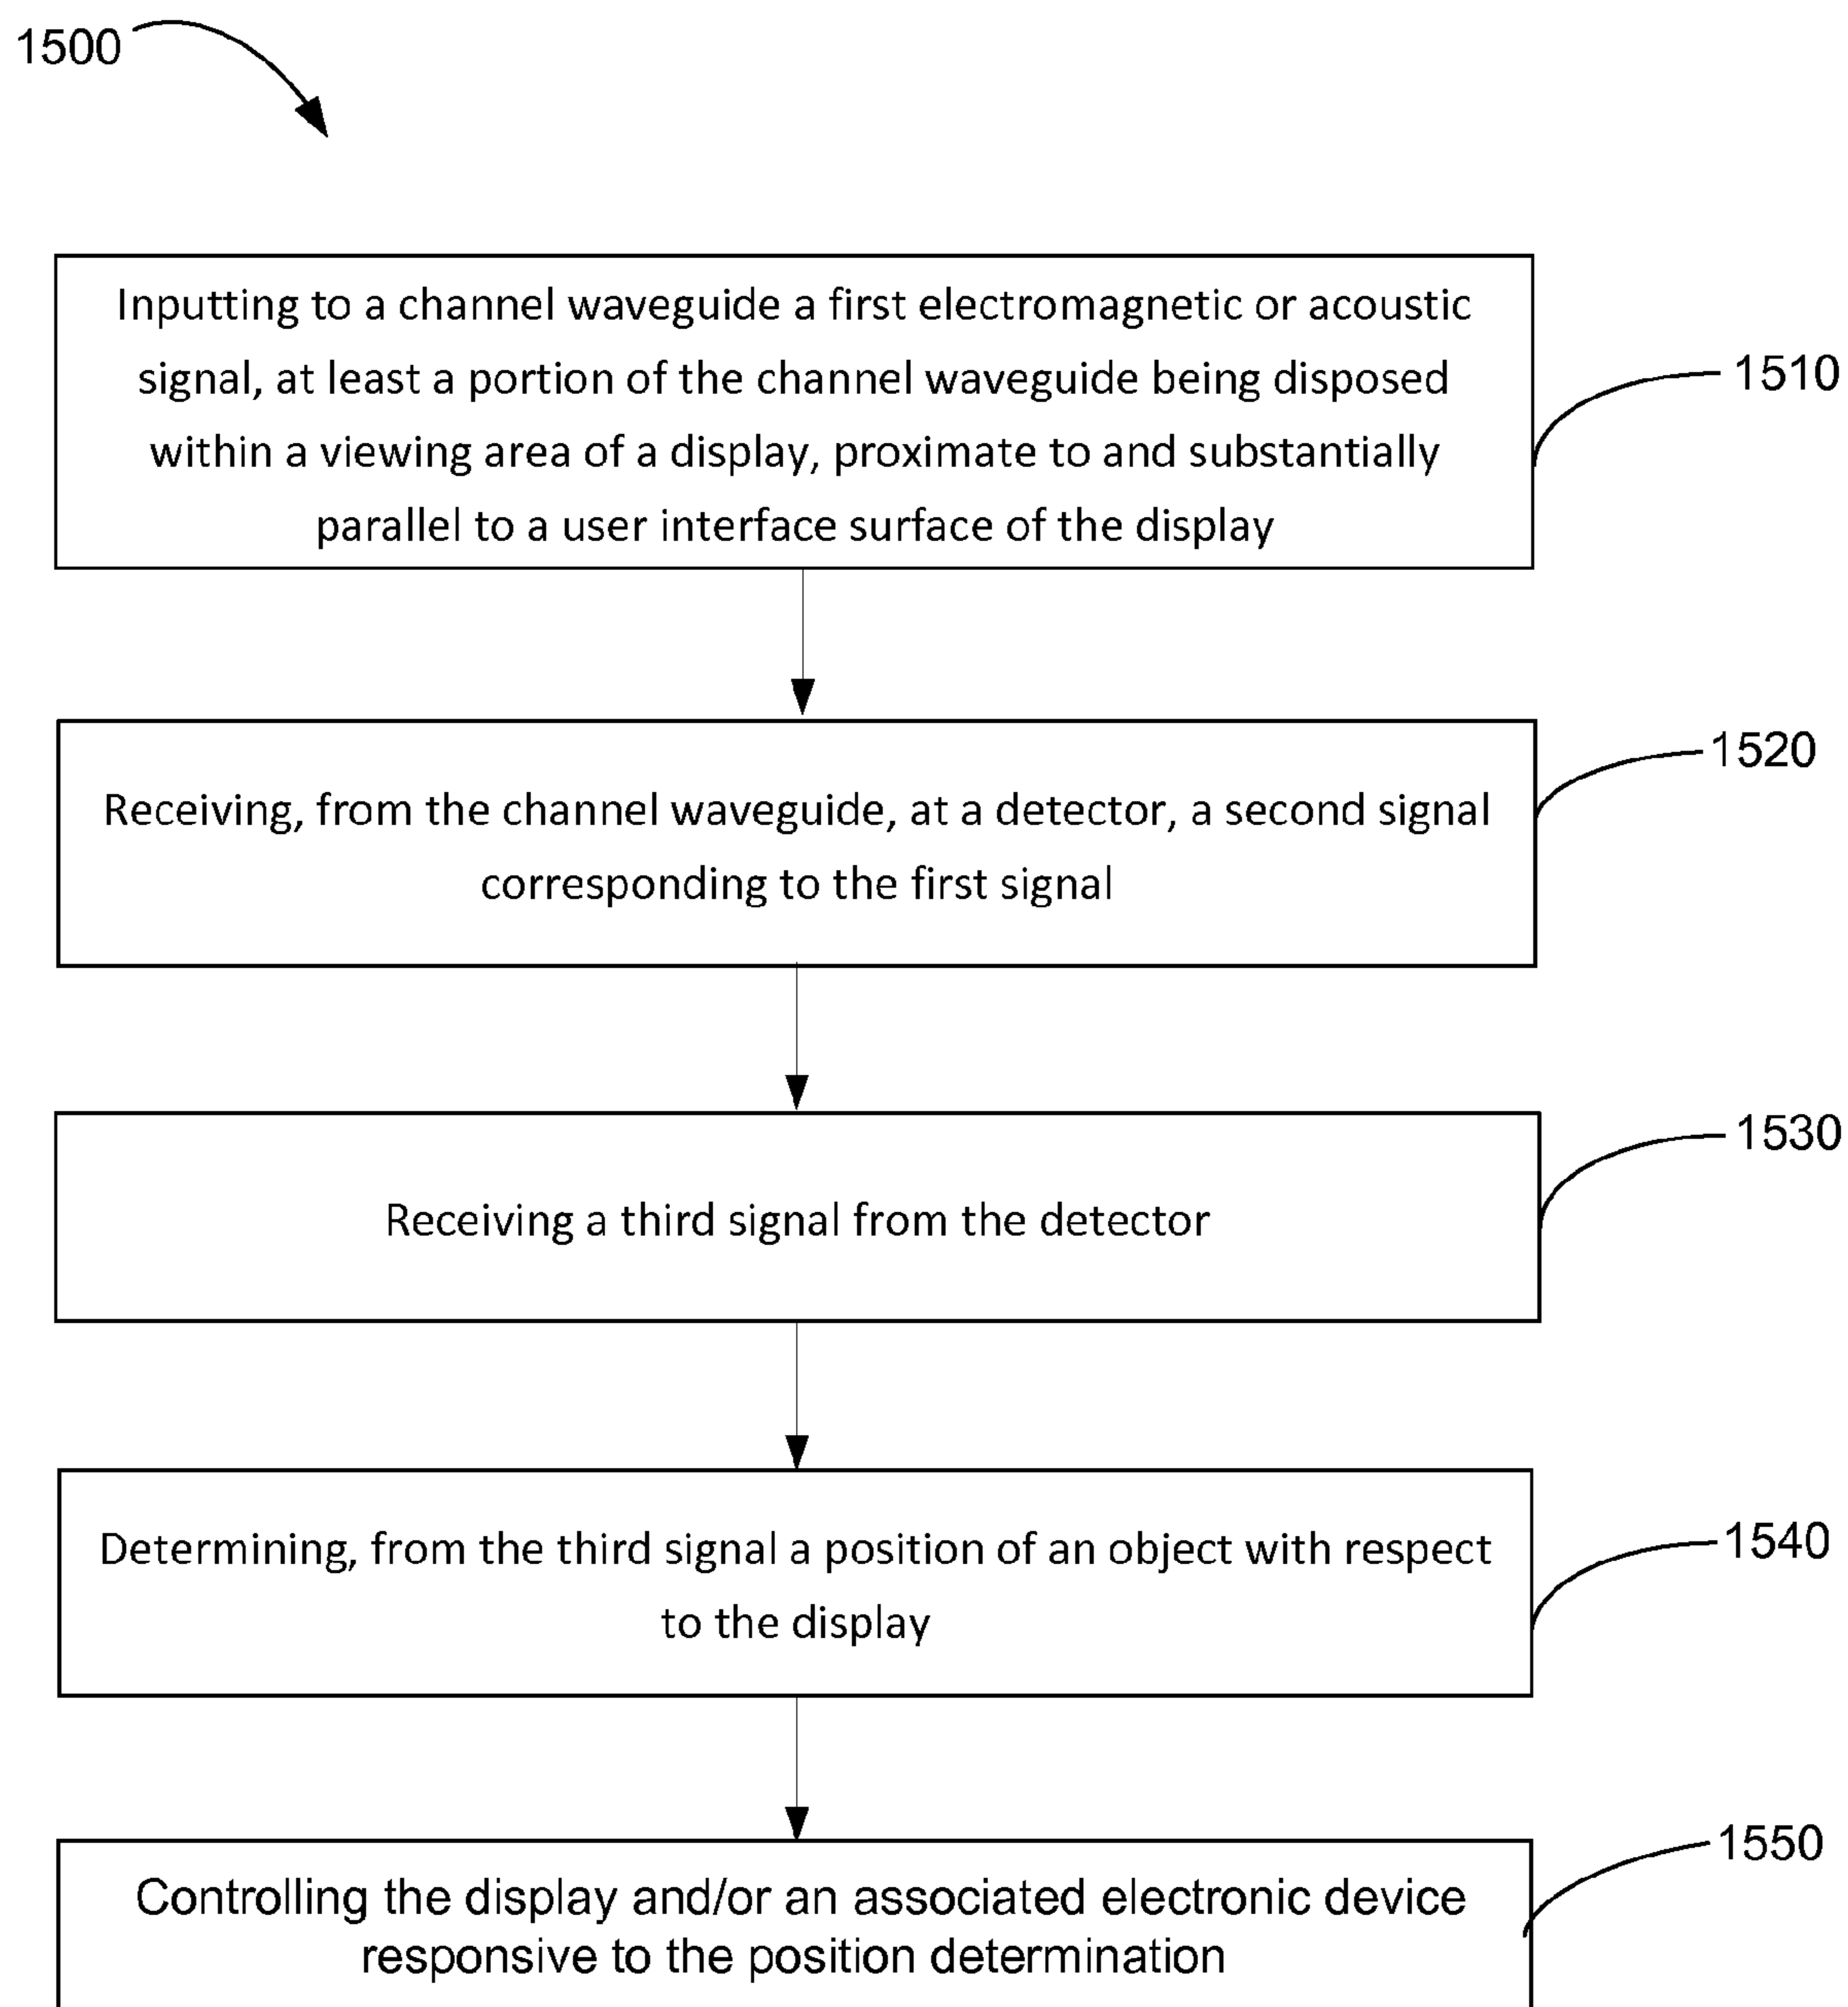 1500
Inputting to a channel waveguide a first electromagnetic or acoustic
signal, at least a portion of the channel waveguide being disposed
within a viewing area of a display, proximate to and substantially
parallel to a user interface surface of the display
1510
Receiving, from the channel waveguide, at a detector, a second signal
corresponding to the first signal
1520
Receiving a third signal from the detector
1530
Determining, from the third signal a position of an object with respect
to the display
1540
Controlling the display and/or an associated electronic device
responsive to the position determination
1550